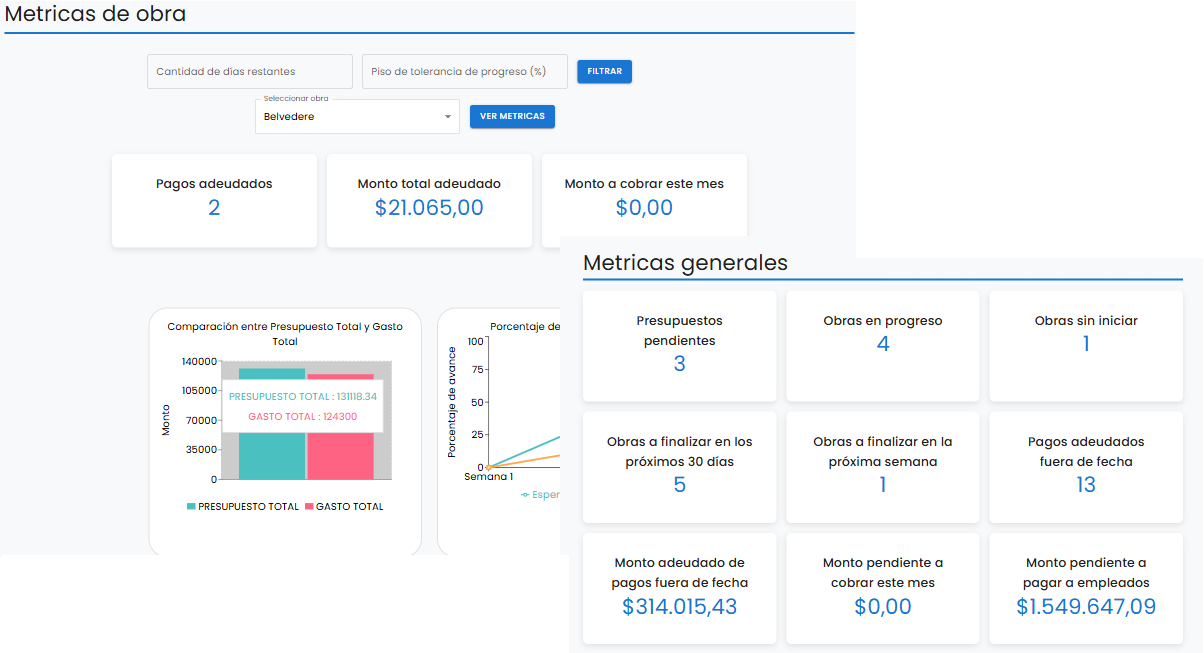 Metricas de obra
Cantidad de días restantes
Piso de tolerancia de progreso (%)
FILTRAR
Seleccionar obra
Belvedere
VER METRICAS
Pagos adeudados
2
Monto total adeudado
$21.065,00
Monto a cobrar este mes
$0,00
Comparación entre Presupuesto Total y Gasto
Total
140000
105000
70000
35000
0
Monto
PRESUPUESTO TOTAL : 131118.34
GASTO TOTAL : 124300
PRESUPUESTO TOTAL
GASTO TOTAL
Porcentaje de
100
75
50
25
0
Porcentaje de avance
Semana 1
Esper
Metricas generales
Presupuestos
pendientes
3
Obras en progreso
4
Obras sin iniciar
1
Obras a finalizar en los
próximos 30 días
5
Obras a finalizar en la
próxima semana
1
Pagos adeudados
fuera de fecha
13
Monto adeudado de
pagos fuera de fecha
$314.015,43
Monto pendiente a
cobrar este mes
$0,00
Monto pendiente a
pagar a empleados
$1.549.647,09